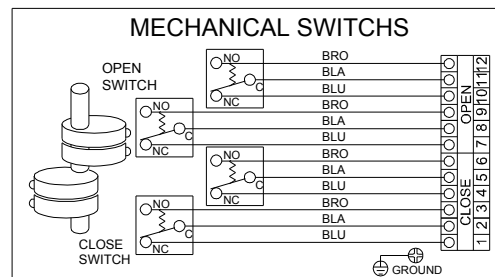 MECHANICAL SWITCHS
OPEN
SWITCH
NO
C
NC
NO
C
NC
NO
C
NC
NO
C
NC
BRO
BLA
BLU
BRO
BLA
BLU
BRO
BLA
BLU
BRO
BLA
BLU
OPEN
CLOSE
12
11
10
9
8
7
6
5
4
3
2
1
CLOSE
SWITCH
GROUND